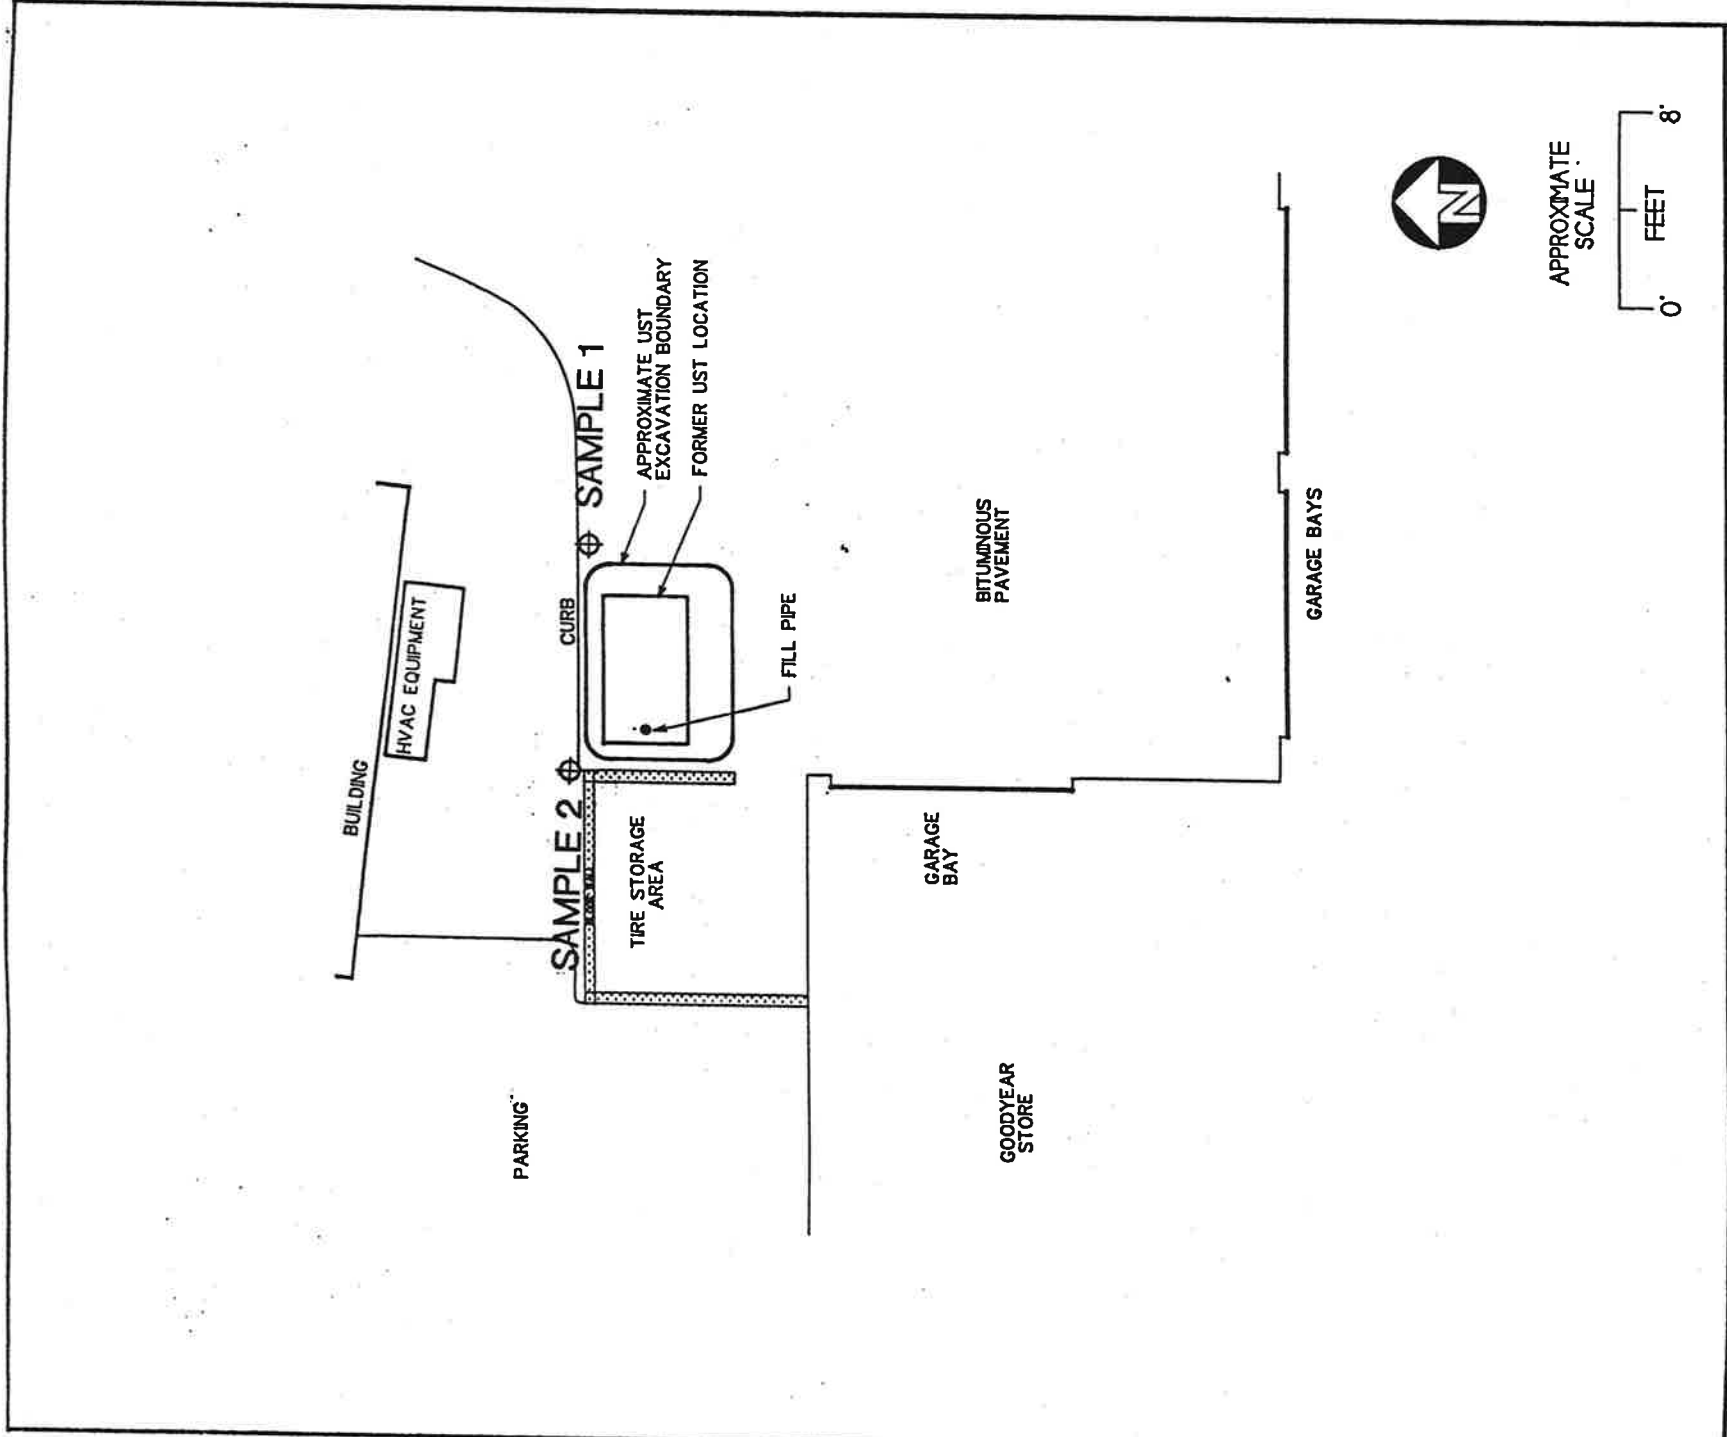 BUILDING
HVAC EQUIPMENT
PARKING
CURB
SAMPLE 1
SAMPLE 2
APPROXIMATE UST
EXCAVATION BOUNDARY
FORMER UST LOCATION
FILL PIPE
TIRE STORAGE
AREA
GARAGE
BAY
BITUMINOUS
PAVEMENT
GOODYEAR
STORE
GARAGE BAYS
N
APPROXIMATE
SCALE
0' 8'
FEET